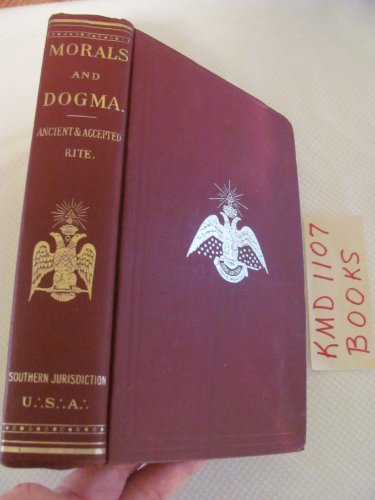 MORALS
AND
DOGMA.
ANCIENT & ACCEPTED
RITE.
SOUTHERN JURISDICTION
U∴S∴A∴
KMD 1107
BOOKS